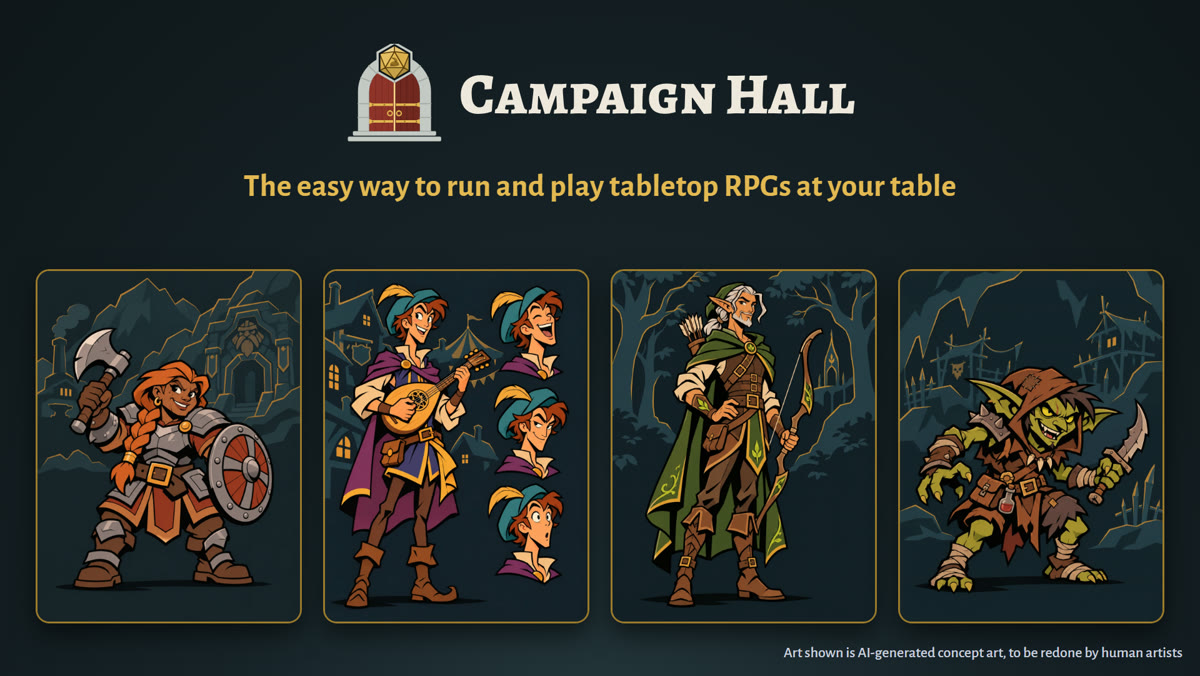 Campaign Hall
The easy way to run and play tabletop RPGs at your table
Art shown is AI-generated concept art, to be redone by human artists